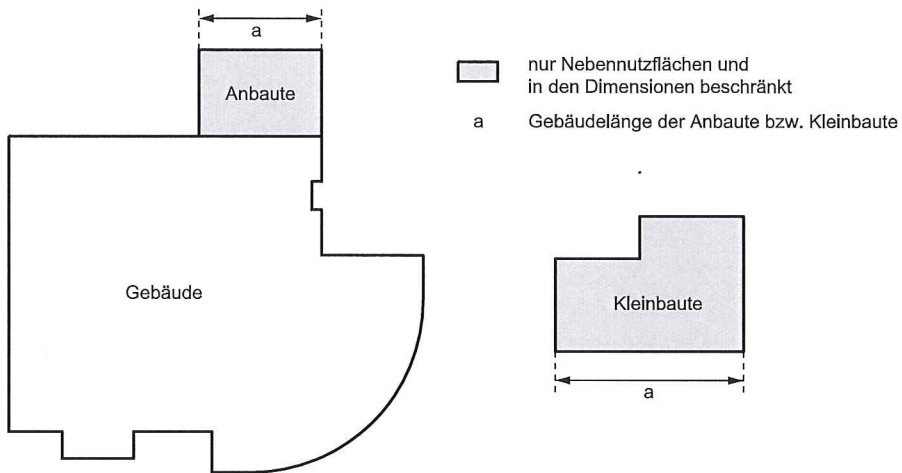 a
Anbaute
nur Nebennutzflächen und
in den Dimensionen beschränkt
a Gebäudelänge der Anbaute bzw. Kleinbaute
Gebäude
Kleinbaute
a